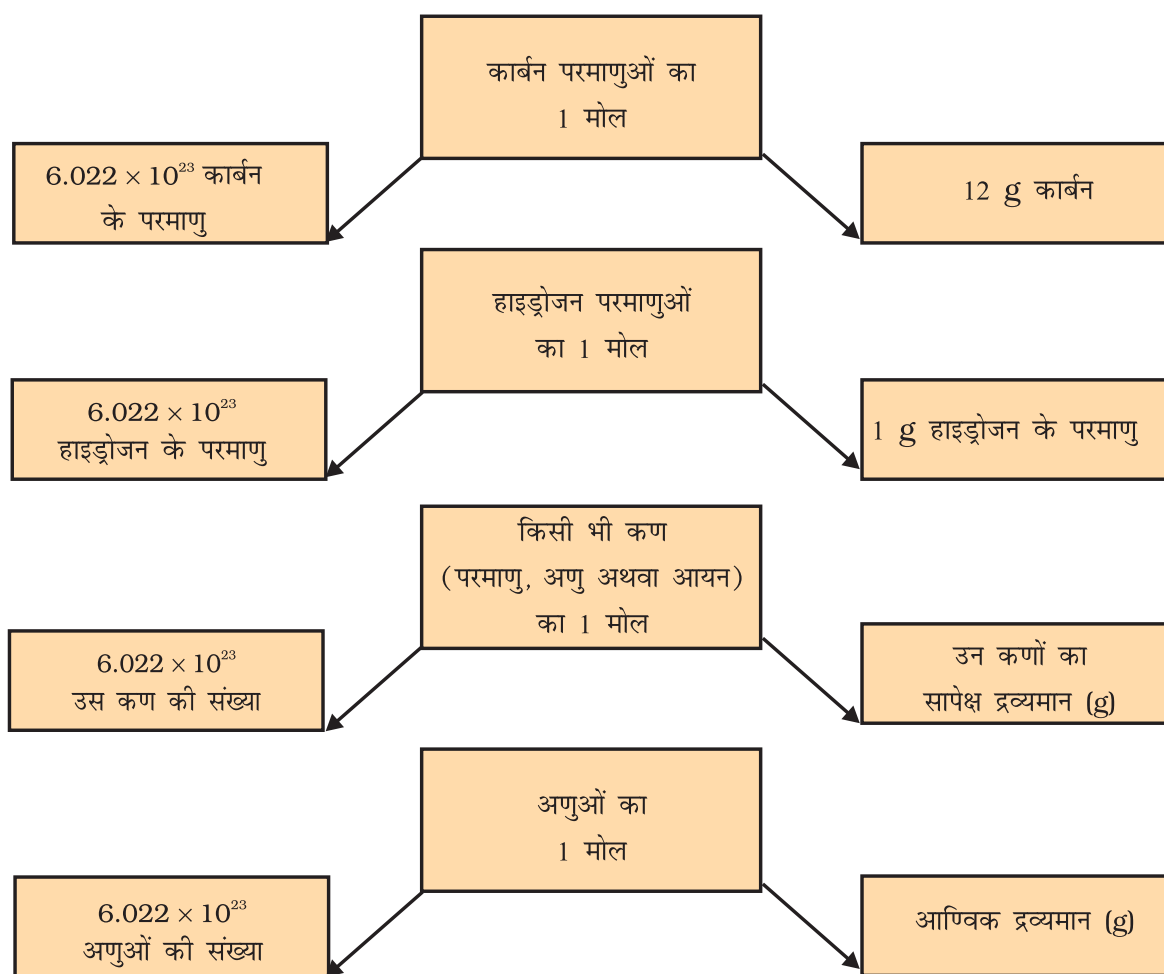 कार्बन परमाणुओं का
1 मोल
6.022 × 10²³ कार्बन
के परमाणु
12 g कार्बन
हाइड्रोजन परमाणुओं
का 1 मोल
6.022 × 10²³
हाइड्रोजन के परमाणु
1 g हाइड्रोजन के परमाणु
किसी भी कण
(परमाणु, अणु अथवा आयन)
का 1 मोल
6.022 × 10²³
उस कण की संख्या
उन कणों का
सापेक्ष द्रव्यमान (g)
अणुओं का
1 मोल
6.022 × 10²³
अणुओं की संख्या
आण्विक द्रव्यमान (g)